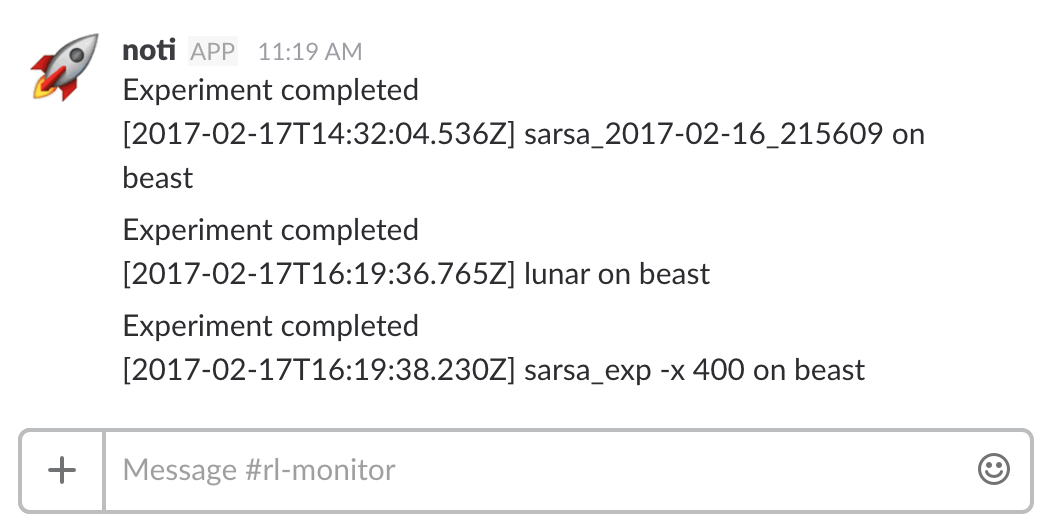 noti APP 11:19 AM
Experiment completed
[2017-02-17T14:32:04.536Z] sarsa_2017-02-16_215609 on
beast
Experiment completed
[2017-02-17T16:19:36.765Z] lunar on beast
Experiment completed
[2017-02-17T16:19:38.230Z] sarsa_exp -x 400 on beast
Message #rl-monitor